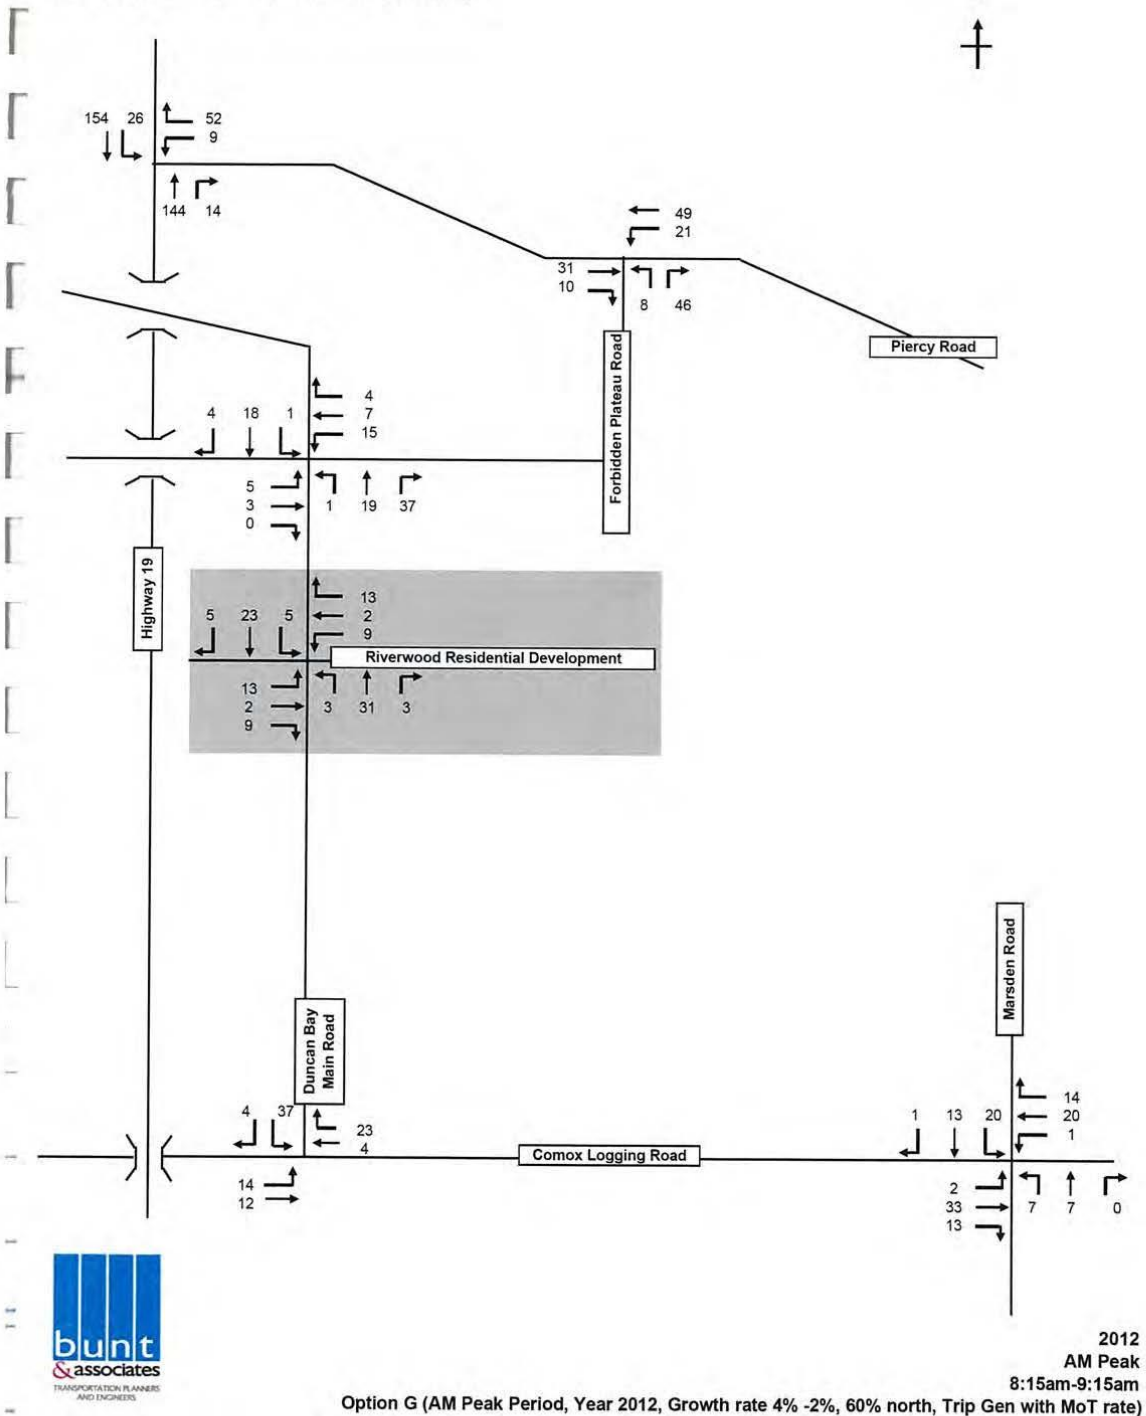 154 26 52
9
144 14
49
21
31
10
8 46
Piercy Road
Forbidden Plateau Road
4
4 18 1 7
15
5
3 1 19 37
0
Highway 19
13
5 23 5 2
9
Riverwood Residential Development
13
2 3 31 3
9
Marsden Road
Duncan Bay
Main Road
4 37
23
4
14
12
Comox Logging Road
14
1 13 20 20
1
2
33 7 7 0
13
bunt
& associates
TRANSPORTATION PLANNERS
AND ENGINEERS
2012
AM Peak
8:15am-9:15am
Option G (AM Peak Period, Year 2012, Growth rate 4% -2%, 60% north, Trip Gen with MoT rate)